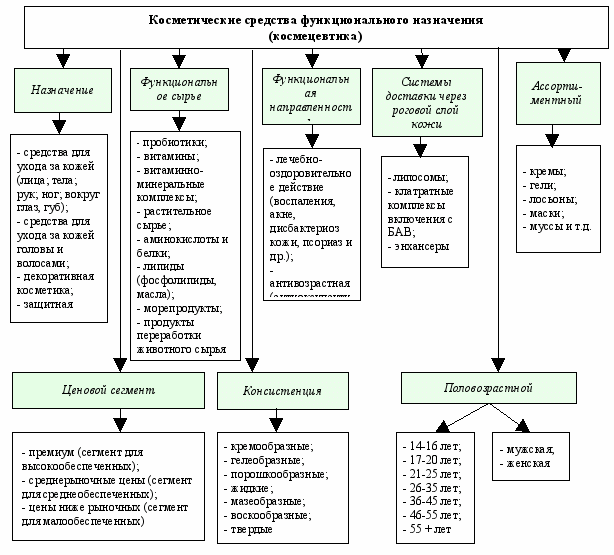 Косметические средства функционального назначения
(космецевтика)
Назначение
Функциональн
ое сырье
Функциональн
ая
направленност
Системы
доставки через
роговой слой
кожи
Ассорти-
ментный
- средства для
ухода за кожей
(лица; тела;
рук; ног; вокруг
глаз, губ);
- средства для
ухода за кожей
головы и
волосами;
- декоративная
косметика;
- защитная
- пробиотики;
- витамины;
- витаминно-
минеральные
комплексы;
- растительное
сырье;
- аминокислоты и
белки;
- липиды
(фосфолипиды,
масла);
- морепродукты;
- продукты
переработки
животного сырья
- лечебно-
оздоровительно
е действие
(воспаления,
акне,
дисбактериоз
кожи, псориаз и
др.);
-
антивозрастная
-липосомы;
- клатратные
комплексы
включения с
БАВ;
- энхансеры
- кремы;
- гели;
- лосьоны;
- маски;
- муссы и т.д.
Ценовой сегмент
Консистенция
Половозрастной
- премиум (сегмент для
высокообеспеченных);
- среднерыночные цены (сегмент
для среднеобеспеченных);
- цены ниже рыночных (сегмент
для малообеспеченных)
- кремообразные;
- гелеобразные;
- порошкообразные;
- жидкие;
- мазеобразные;
- воскообразные;
- твердые
- 14-16 лет;
- 17-20 лет;
- 21-25 лет;
- 26-35 лет;
- 36-45 лет;
- 46-55 лет;
- 55 + лет
- мужская;
- женская